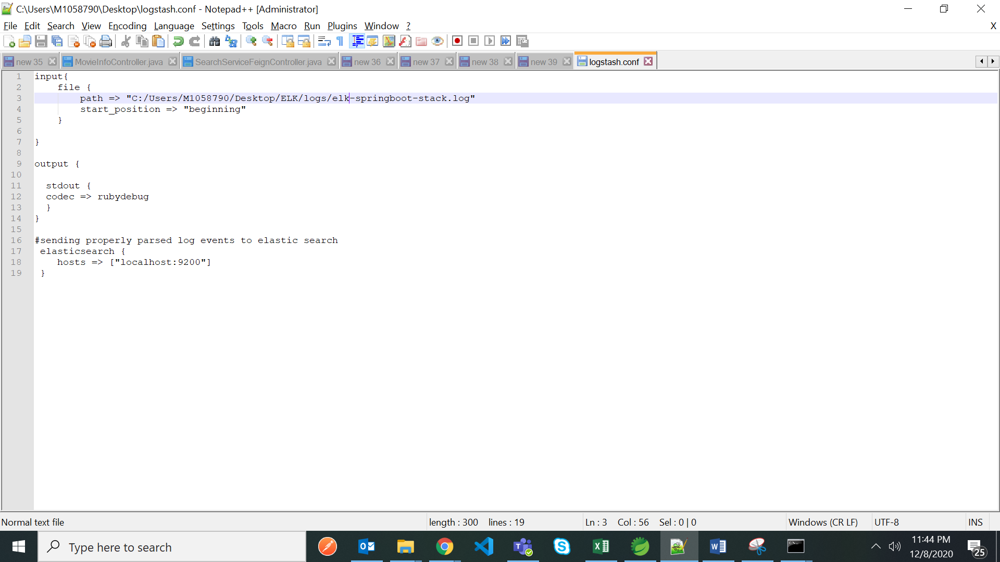 C:\Users\M1058790\Desktop\logstash.conf - Notepad++ [Administrator]
File Edit Search View Encoding Language Settings Tools Macro Run Plugins Window ? X
new 35 MovieInfoController.java SearchServiceFeignController.java new 36 new 37 new 38 new 39 logstash.conf
1 input{
2 file {
3 path => "C:/Users/M1058790/Desktop/ELK/logs/elk-springboot-stack.log"
4 start_position => "beginning"
5 }
6
7 }
8
9 output {
10
11 stdout {
12 codec => rubydebug
13 }
14 }
15
16 #sending properly parsed log events to elastic search
17 elasticsearch {
18 hosts => ["localhost:9200"]
19 }
Normal text file length : 300 lines : 19 Ln : 3 Col : 56 Sel : 0 | 0 Windows (CR LF) UTF-8 INS
Type here to search
11:44 PM
12/8/2020
25